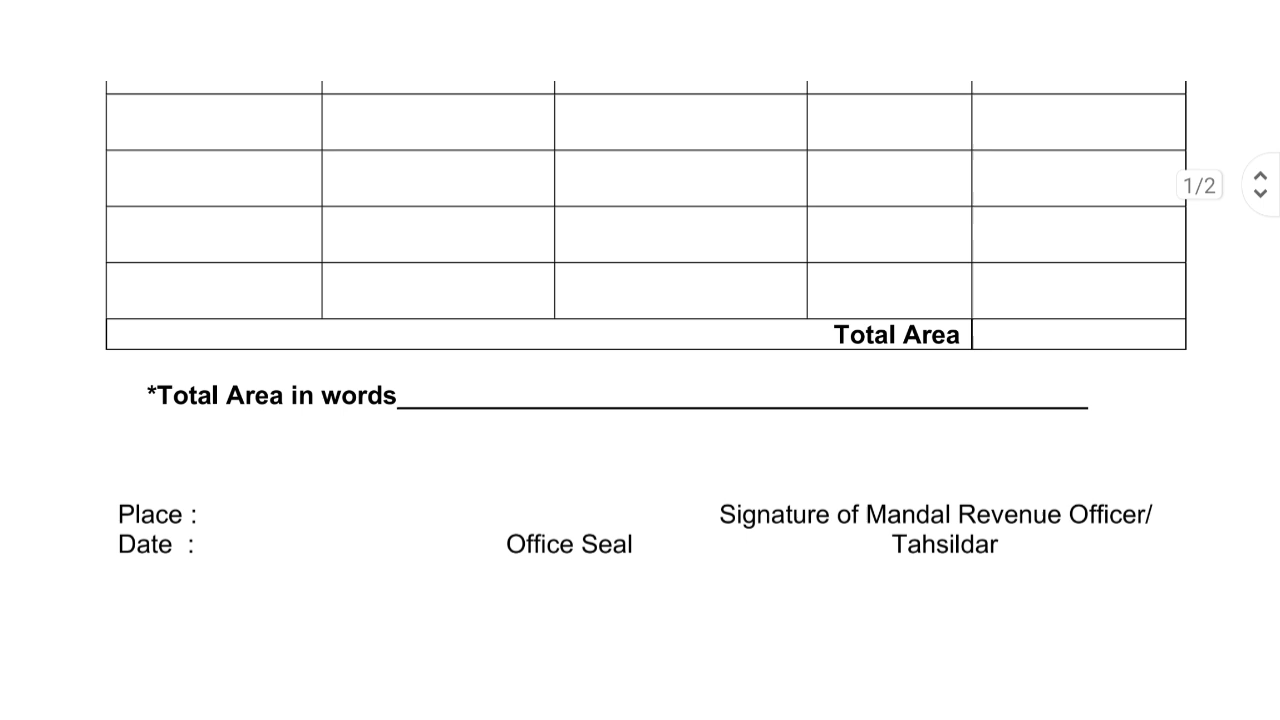 1/2
Total Area
*Total Area in words
Place :
Signature of Mandal Revenue Officer/
Date :
Office Seal
Tahsildar